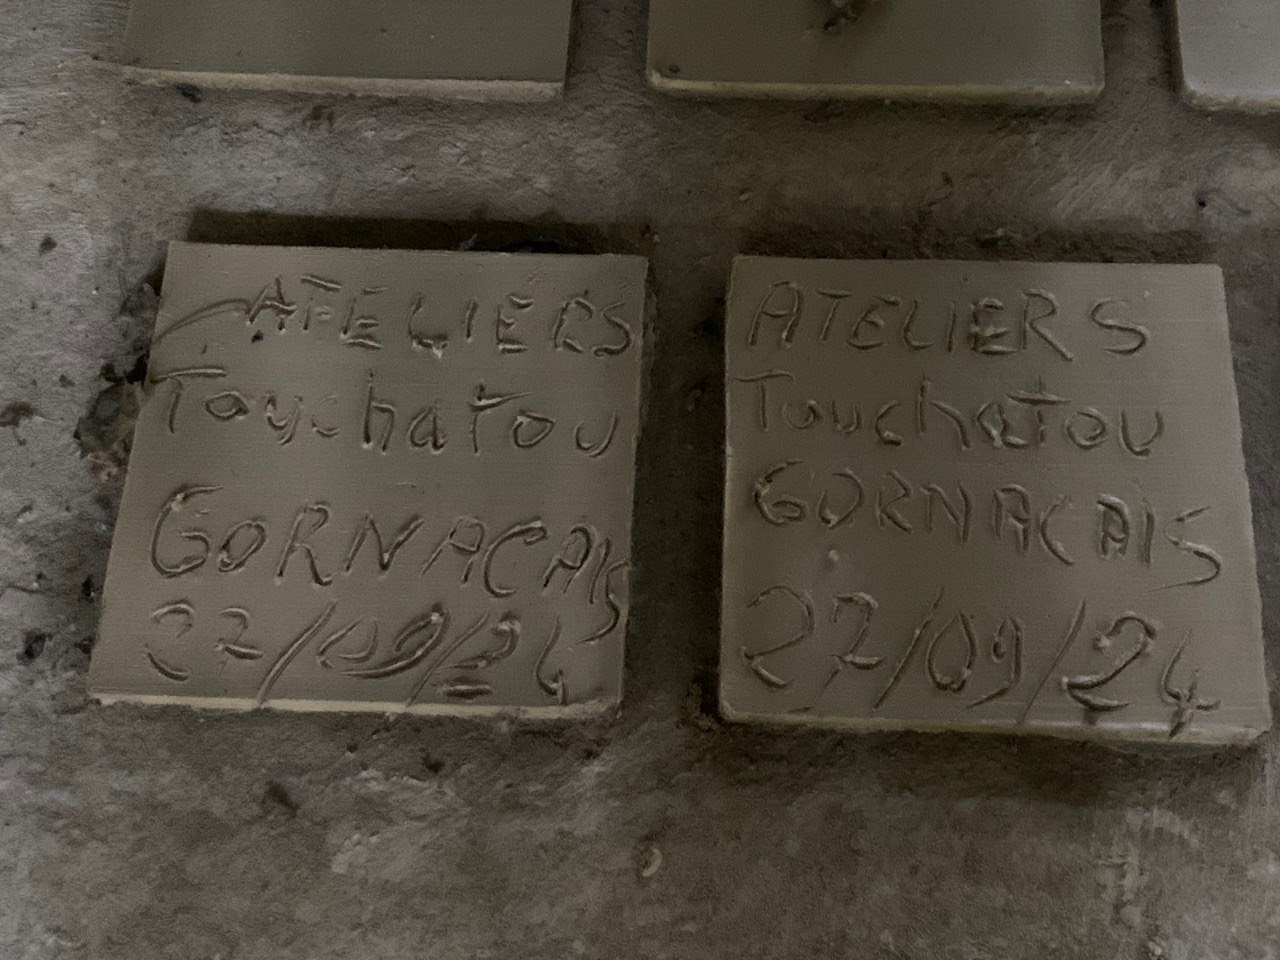 ATELIERS
Touchatou
GORNACAIS
27/09/24
ATELIERS
Touchatou
GORNACAIS
27/09/24